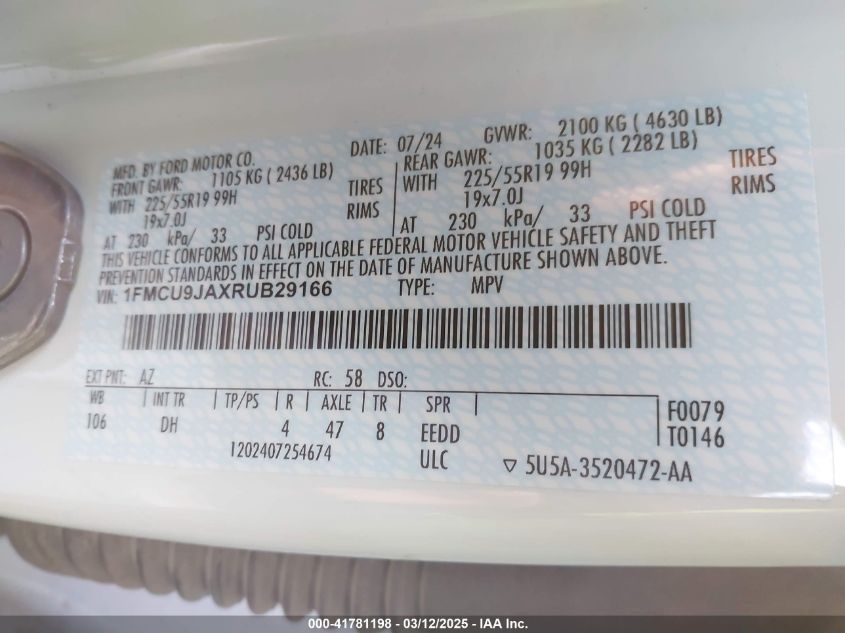 MFD. BY FORD MOTOR CO. DATE: 07/24 GVWR: 2100 KG ( 4630 LB)
FRONT GAWR: 1105 KG ( 2436 LB) REAR GAWR: 1035 KG ( 2282 LB)
WITH 225/55R19 99H TIRES WITH 225/55R19 99H TIRES
19x7.0J RIMS 19x7.0J RIMS
AT 230 kPa/ 33 PSI COLD AT 230 kPa/ 33 PSI COLD
THIS VEHICLE CONFORMS TO ALL APPLICABLE FEDERAL MOTOR VEHICLE SAFETY AND THEFT
PREVENTION STANDARDS IN EFFECT ON THE DATE OF MANUFACTURE SHOWN ABOVE.
VIN: 1FMCU9JAXRUB29166 TYPE: MPV
EXT PNT: AZ RC: 58 DSO:
WB INT TR TP/PS R AXLE TR SPR F0079
106 DH 4 47 8 EEDD T0146
1202407254674 ULC 5U5A-3520472-AA
000-41781198 - 03/12/2025 - IAA Inc.